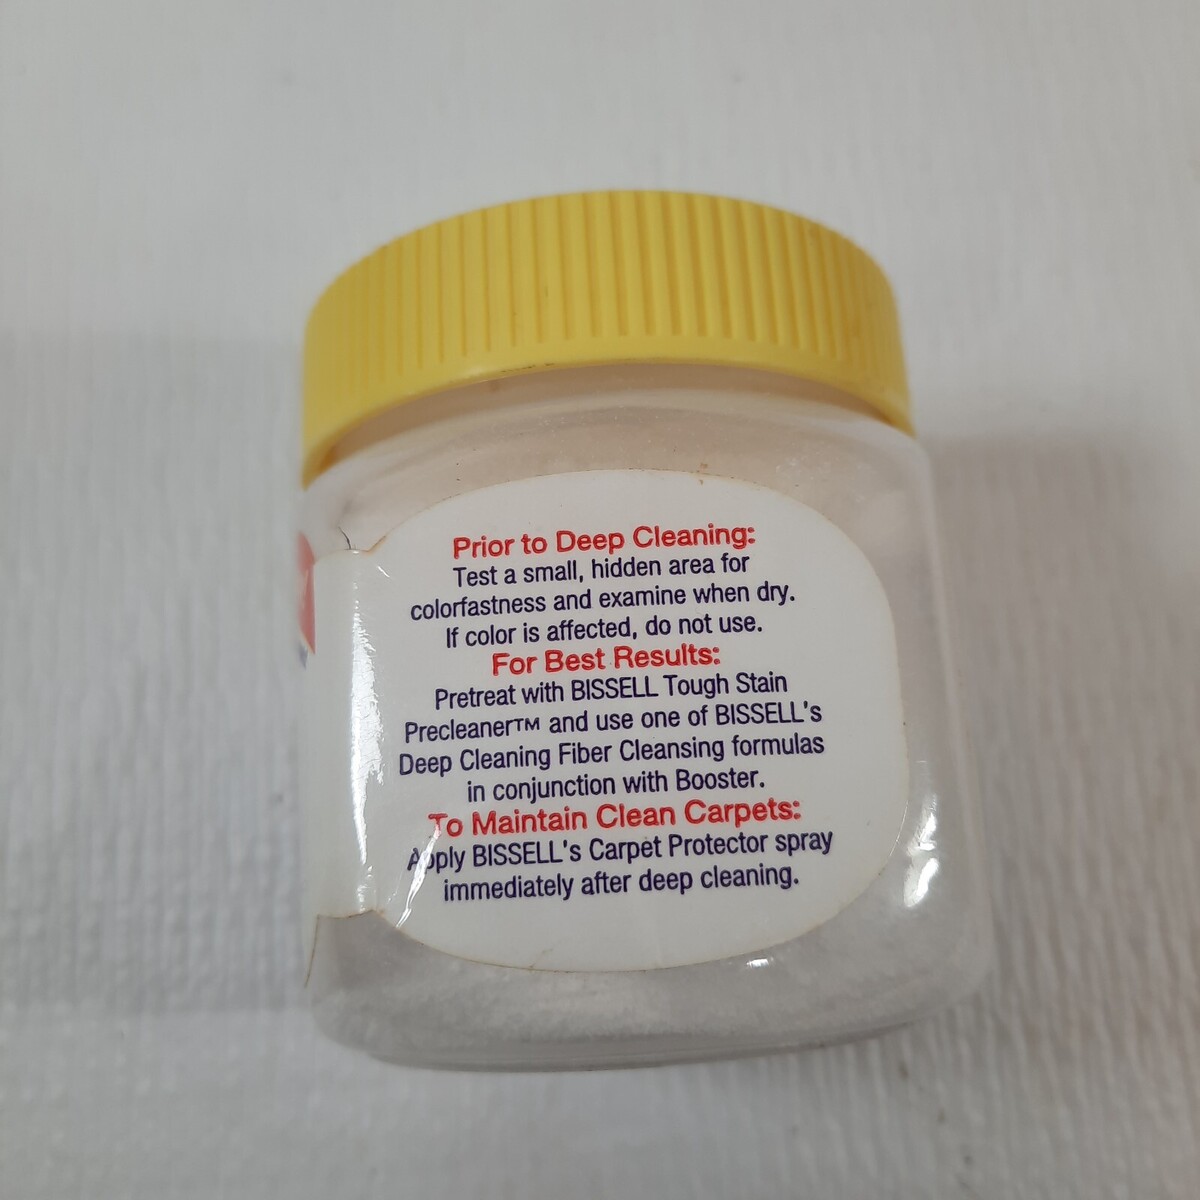 Prior to Deep Cleaning:
Test a small, hidden area for
colorfastness and examine when dry.
If color is affected, do not use.
For Best Results:
Pretreat with BISSELL Tough Stain
Precleaner™ and use one of BISSELL's
Deep Cleaning Fiber Cleansing formulas
in conjunction with Booster.
To Maintain Clean Carpets:
Apply BISSELL's Carpet Protector spray
immediately after deep cleaning.